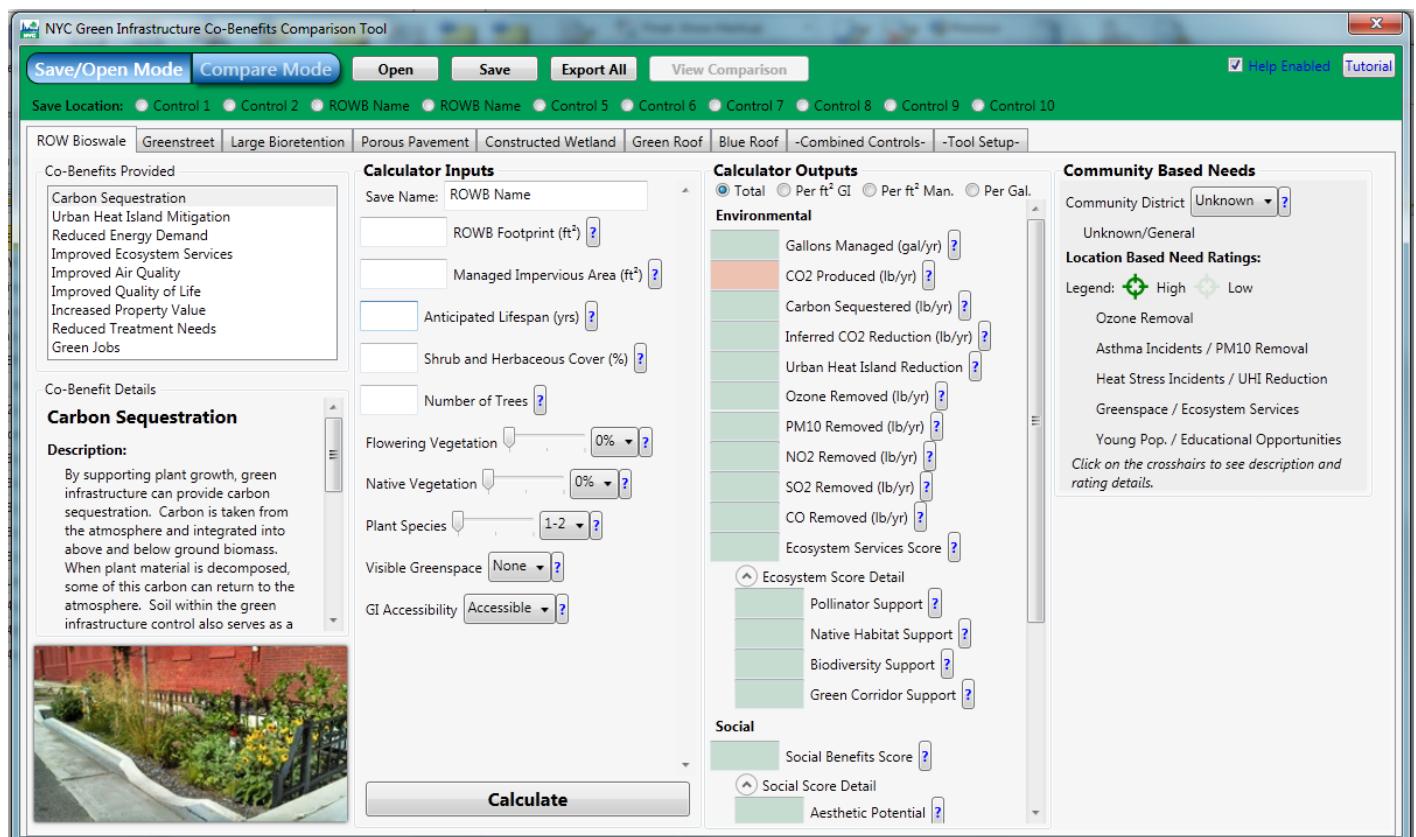 NYC Green Infrastructure Co-Benefits Comparison Tool
Save/Open Mode Compare Mode Open Save Export All View Comparison Help Enabled Tutorial
Save Location: Control 1 Control 2 ROWB Name ROWB Name Control 5 Control 6 Control 7 Control 8 Control 9 Control 10
ROW Bioswale Greenstreet Large Bioretention Porous Pavement Constructed Wetland Green Roof Blue Roof -Combined Controls- -Tool Setup-
Co-Benefits Provided
Carbon Sequestration
Urban Heat Island Mitigation
Reduced Energy Demand
Improved Ecosystem Services
Improved Air Quality
Improved Quality of Life
Increased Property Value
Reduced Treatment Needs
Green Jobs
Co-Benefit Details
Carbon Sequestration
Description:
By supporting plant growth, green
infrastructure can provide carbon
sequestration. Carbon is taken from
the atmosphere and integrated into
above and below ground biomass.
When plant material is decomposed,
some of this carbon can return to the
atmosphere. Soil within the green
infrastructure control also serves as a
Calculator Inputs
Save Name: ROWB Name
ROWB Footprint (ft²) ?
Managed Impervious Area (ft²) ?
Anticipated Lifespan (yrs) ?
Shrub and Herbaceous Cover (%) ?
Number of Trees ?
Flowering Vegetation 0% ?
Native Vegetation 0% ?
Plant Species 1-2 ?
Visible Greenspace None ?
GI Accessibility Accessible ?
Calculate
Calculator Outputs
Total Per ft² GI Per ft² Man. Per Gal.
Environmental
Gallons Managed (gal/yr) ?
CO2 Produced (lb/yr) ?
Carbon Sequestered (lb/yr) ?
Inferred CO2 Reduction (lb/yr) ?
Urban Heat Island Reduction ?
Ozone Removed (lb/yr) ?
PM10 Removed (lb/yr) ?
NO2 Removed (lb/yr) ?
SO2 Removed (lb/yr) ?
CO Removed (lb/yr) ?
Ecosystem Services Score ?
Ecosystem Score Detail
Pollinator Support ?
Native Habitat Support ?
Biodiversity Support ?
Green Corridor Support ?
Social
Social Benefits Score ?
Social Score Detail
Aesthetic Potential ?
Community Based Needs
Community District Unknown ?
Unknown/General
Location Based Need Ratings:
Legend: High Low
Ozone Removal
Asthma Incidents / PM10 Removal
Heat Stress Incidents / UHI Reduction
Greenspace / Ecosystem Services
Young Pop. / Educational Opportunities
Click on the crosshairs to see description and
rating details.